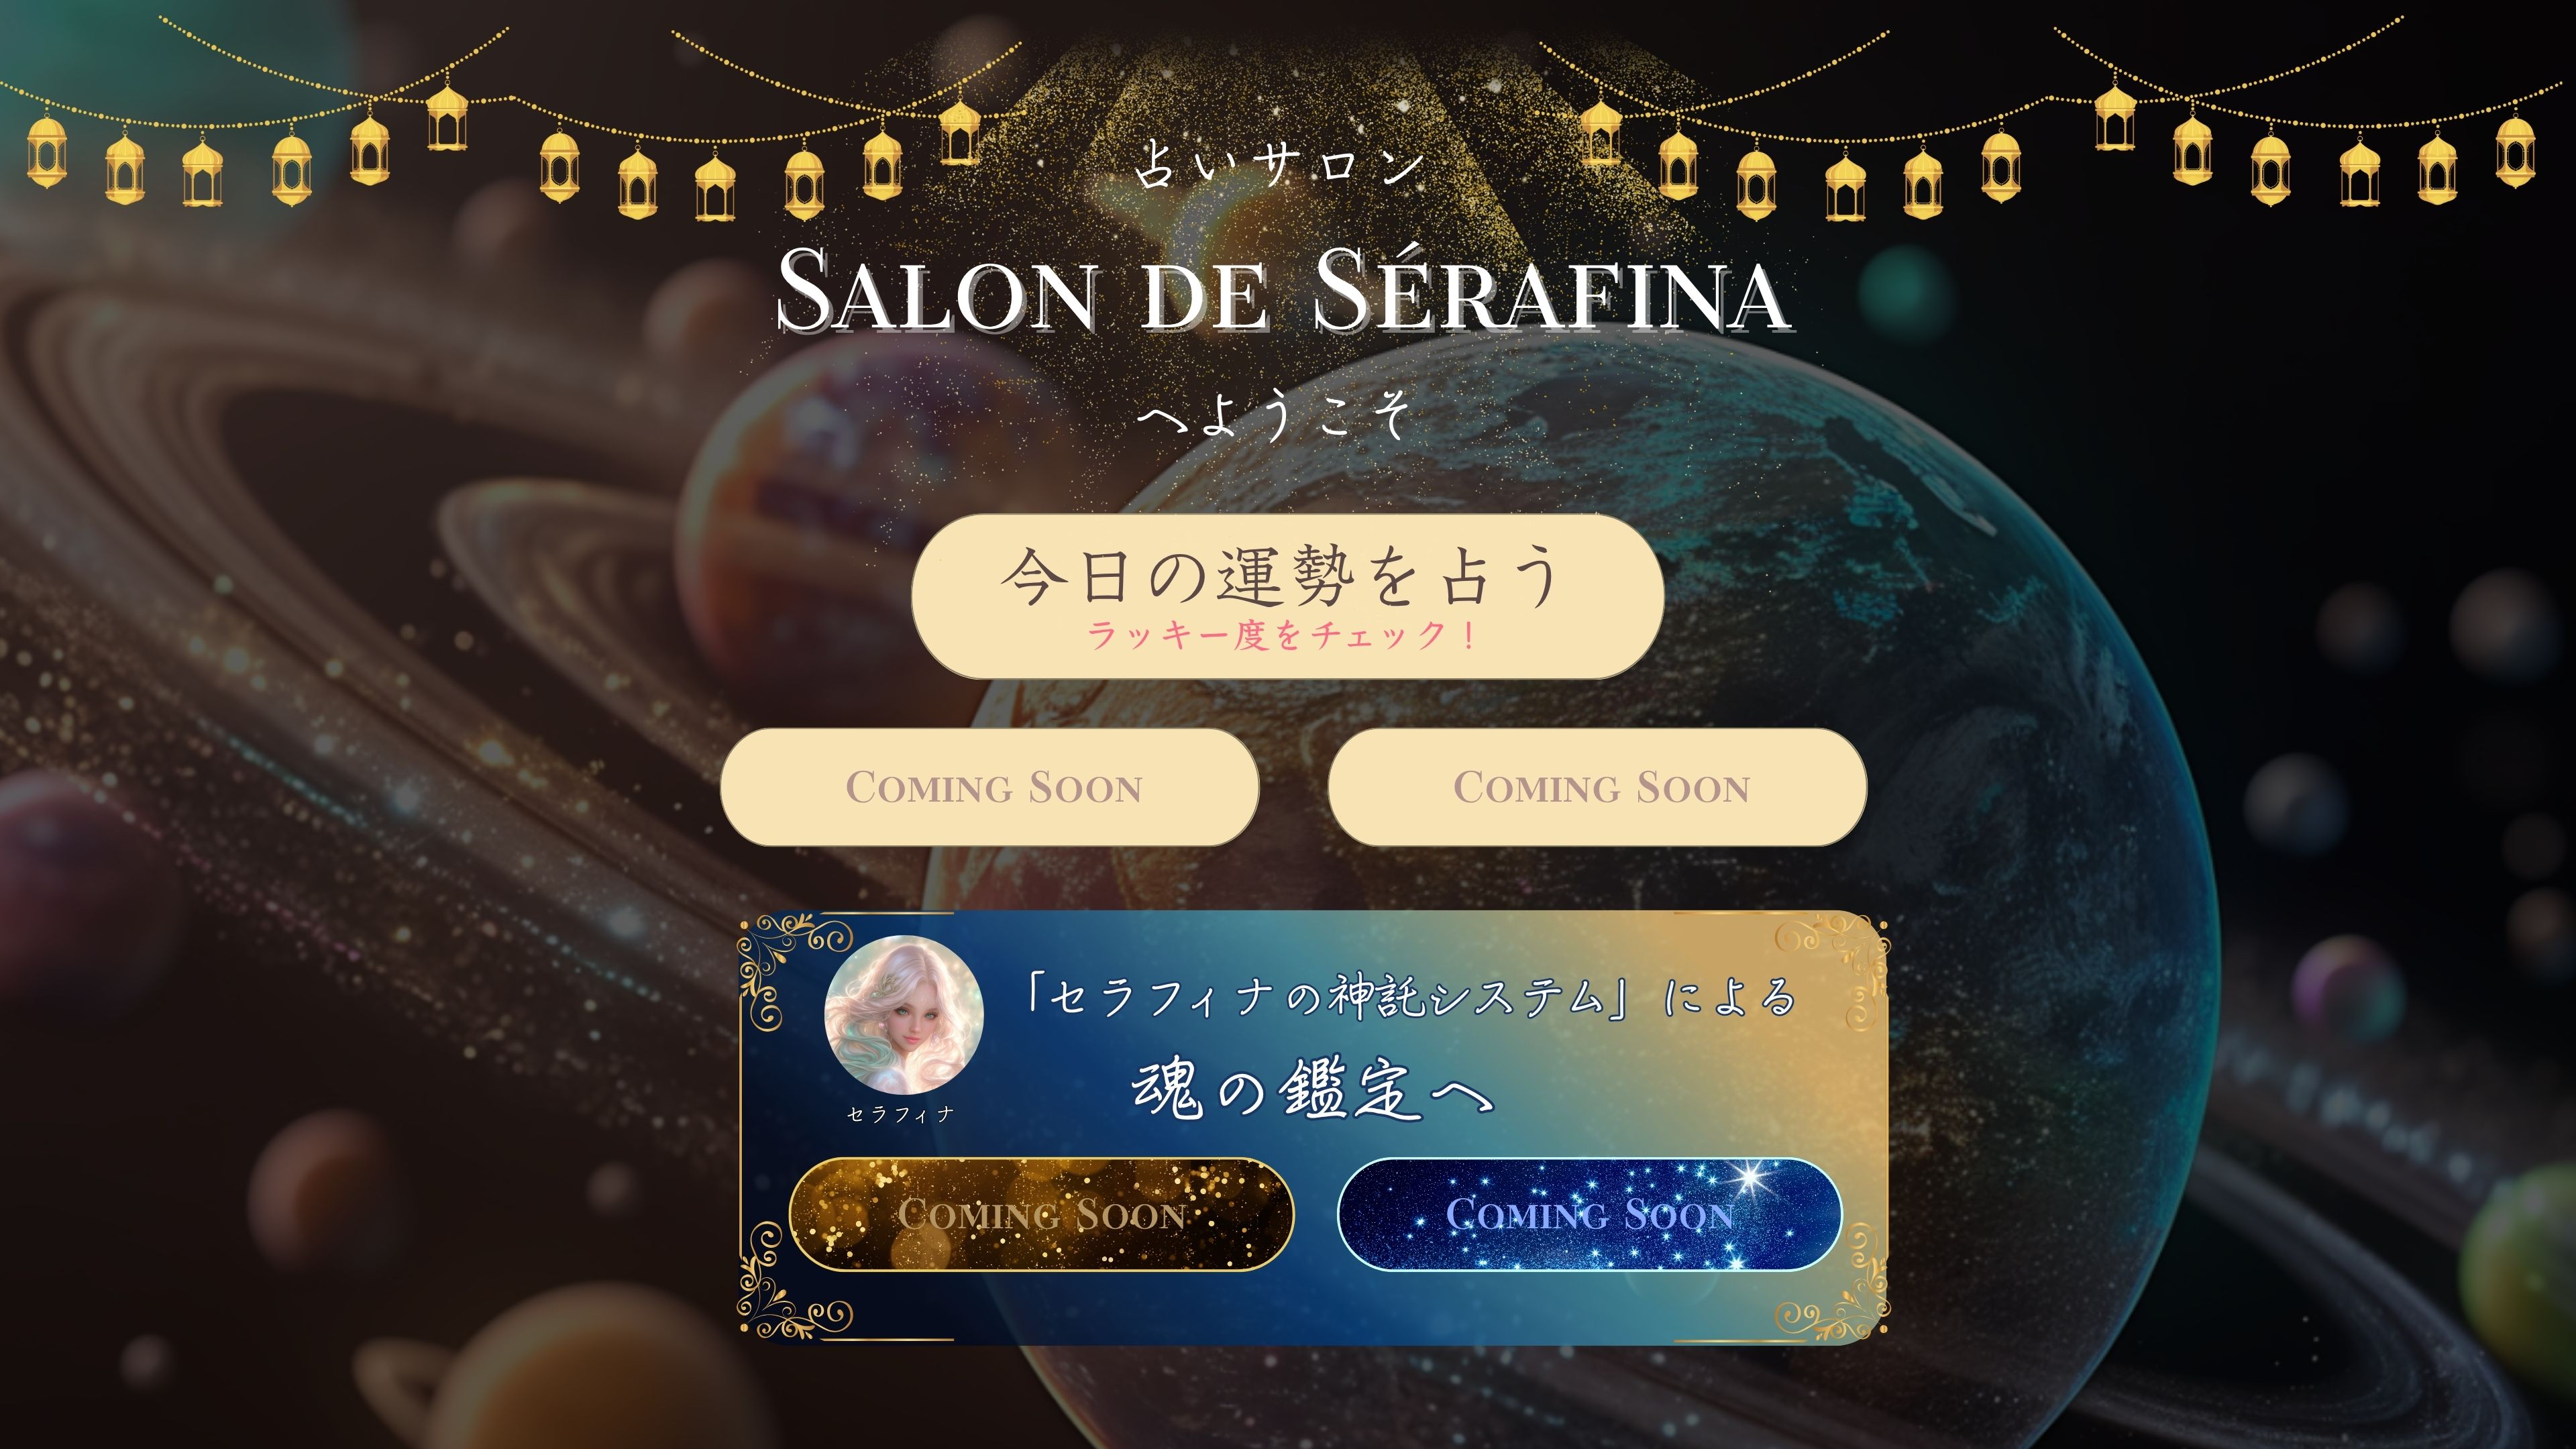 占いサロン
Salon de Sérafina
へようこそ
今日の運勢を占う
ラッキー度をチェック！
Coming Soon
Coming Soon
「セラフィナの神託システム」による
魂の鑑定へ
セラフィナ
Coming Soon
Coming Soon